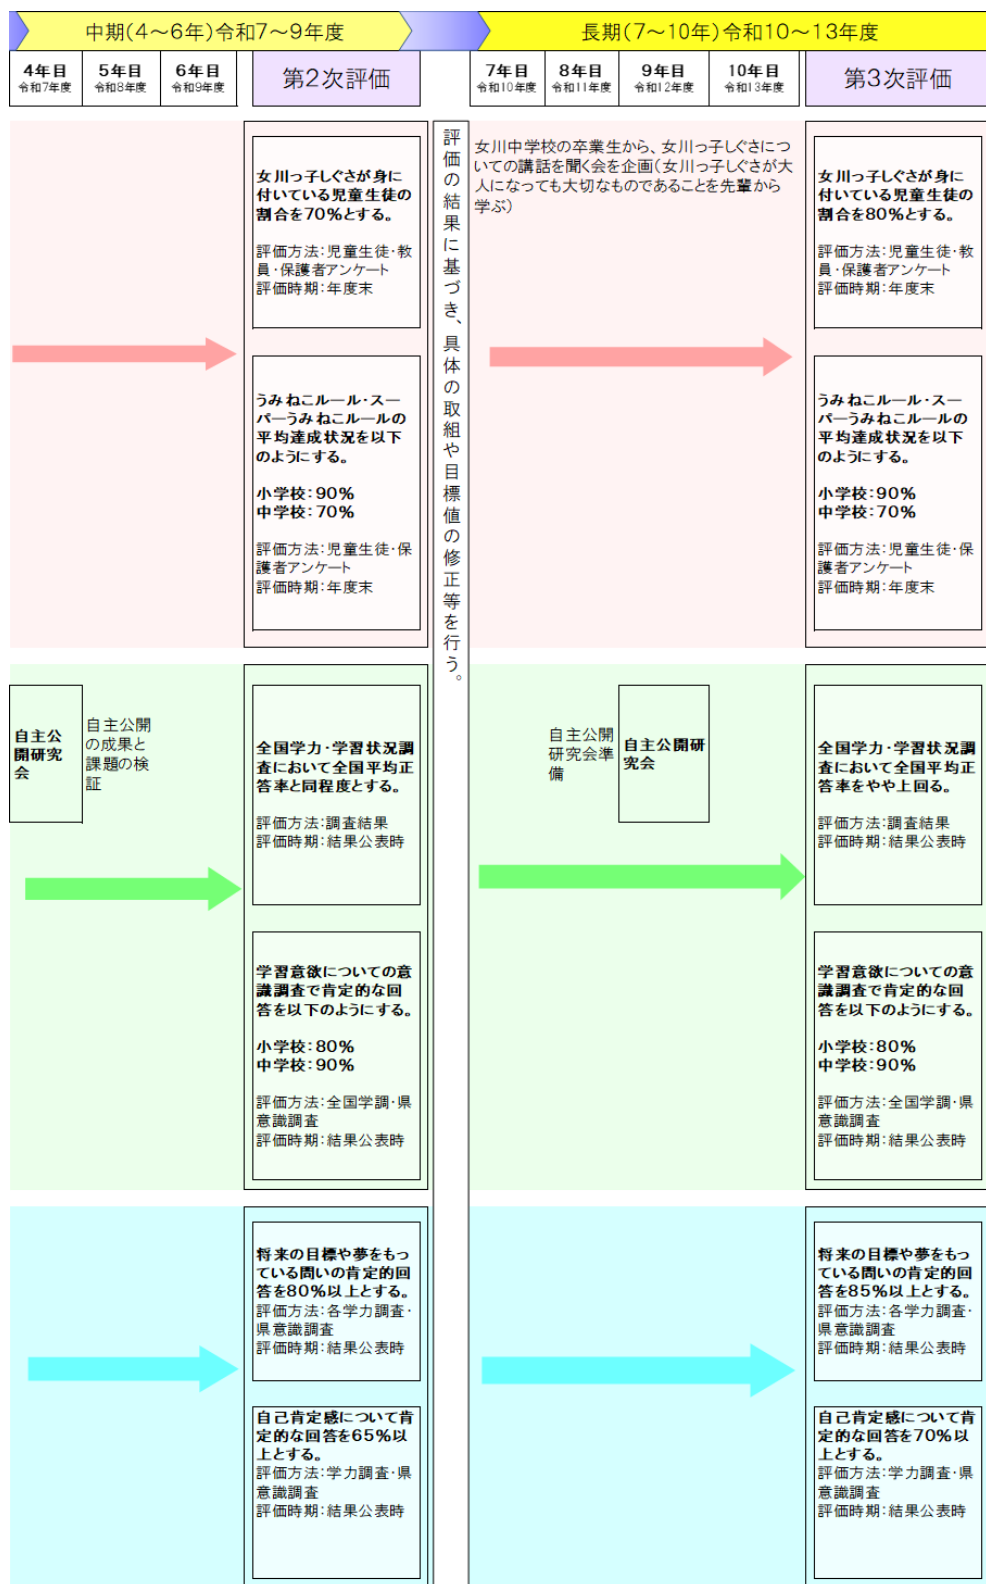 中期(4～6年)令和7～9年度
長期(7～10年)令和10～13年度
4年目
令和7年度
5年目
令和8年度
6年目
令和9年度
第2次評価
7年目
令和10年度
8年目
令和11年度
9年目
令和12年度
10年目
令和13年度
第3次評価
女川っ子しぐさが身に
付いている児童生徒の
割合を70%とする。
評価方法:児童生徒・教
員・保護者アンケート
評価時期:年度末
うみねこルール・スー
パーうみねこルールの
平均達成状況を以下
のようにする。
小学校:90%
中学校:70%
評価方法:児童生徒・保
護者アンケート
評価時期:年度末
評価の結果に基づき、具体の取組や目標値の修正等を行う。
女川中学校の卒業生から、女川っ子しぐさにつ
いての講話を聞く会を企画(女川っ子しぐさが大
人になっても大切なものであることを先輩から
学ぶ)
女川っ子しぐさが身に
付いている児童生徒の
割合を80%とする。
評価方法:児童生徒・教
員・保護者アンケート
評価時期:年度末
うみねこルール・スー
パーうみねこルールの
平均達成状況を以下
のようにする。
小学校:90%
中学校:70%
評価方法:児童生徒・保
護者アンケート
評価時期:年度末
自主公
開研究
会
自主公開
の成果と
課題の検
証
全国学力・学習状況調
査において全国平均正
答率と同程度とする。
評価方法:調査結果
評価時期:結果公表時
学習意欲についての意
識調査で肯定的な回
答を以下のようにする。
小学校:80%
中学校:90%
評価方法:全国学調・県
意識調査
評価時期:結果公表時
自主公開
研究会準
備
自主公開研
究会
全国学力・学習状況調
査において全国平均正
答率をやや上回る。
評価方法:調査結果
評価時期:結果公表時
学習意欲についての意
識調査で肯定的な回
答を以下のようにする。
小学校:80%
中学校:90%
評価方法:全国学調・県
意識調査
評価時期:結果公表時
将来の目標や夢をもっ
ている問いの肯定的回
答を80%以上とする。
評価方法:各学力調査・
県意識調査
評価時期:結果公表時
自己肯定感について肯
定的な回答を65%以
上とする。
評価方法:学力調査・県
意識調査
評価時期:結果公表時
将来の目標や夢をもっ
ている問いの肯定的回
答を85%以上とする。
評価方法:各学力調査・
県意識調査
評価時期:結果公表時
自己肯定感について肯
定的な回答を70%以
上とする。
評価方法:学力調査・県
意識調査
評価時期:結果公表時